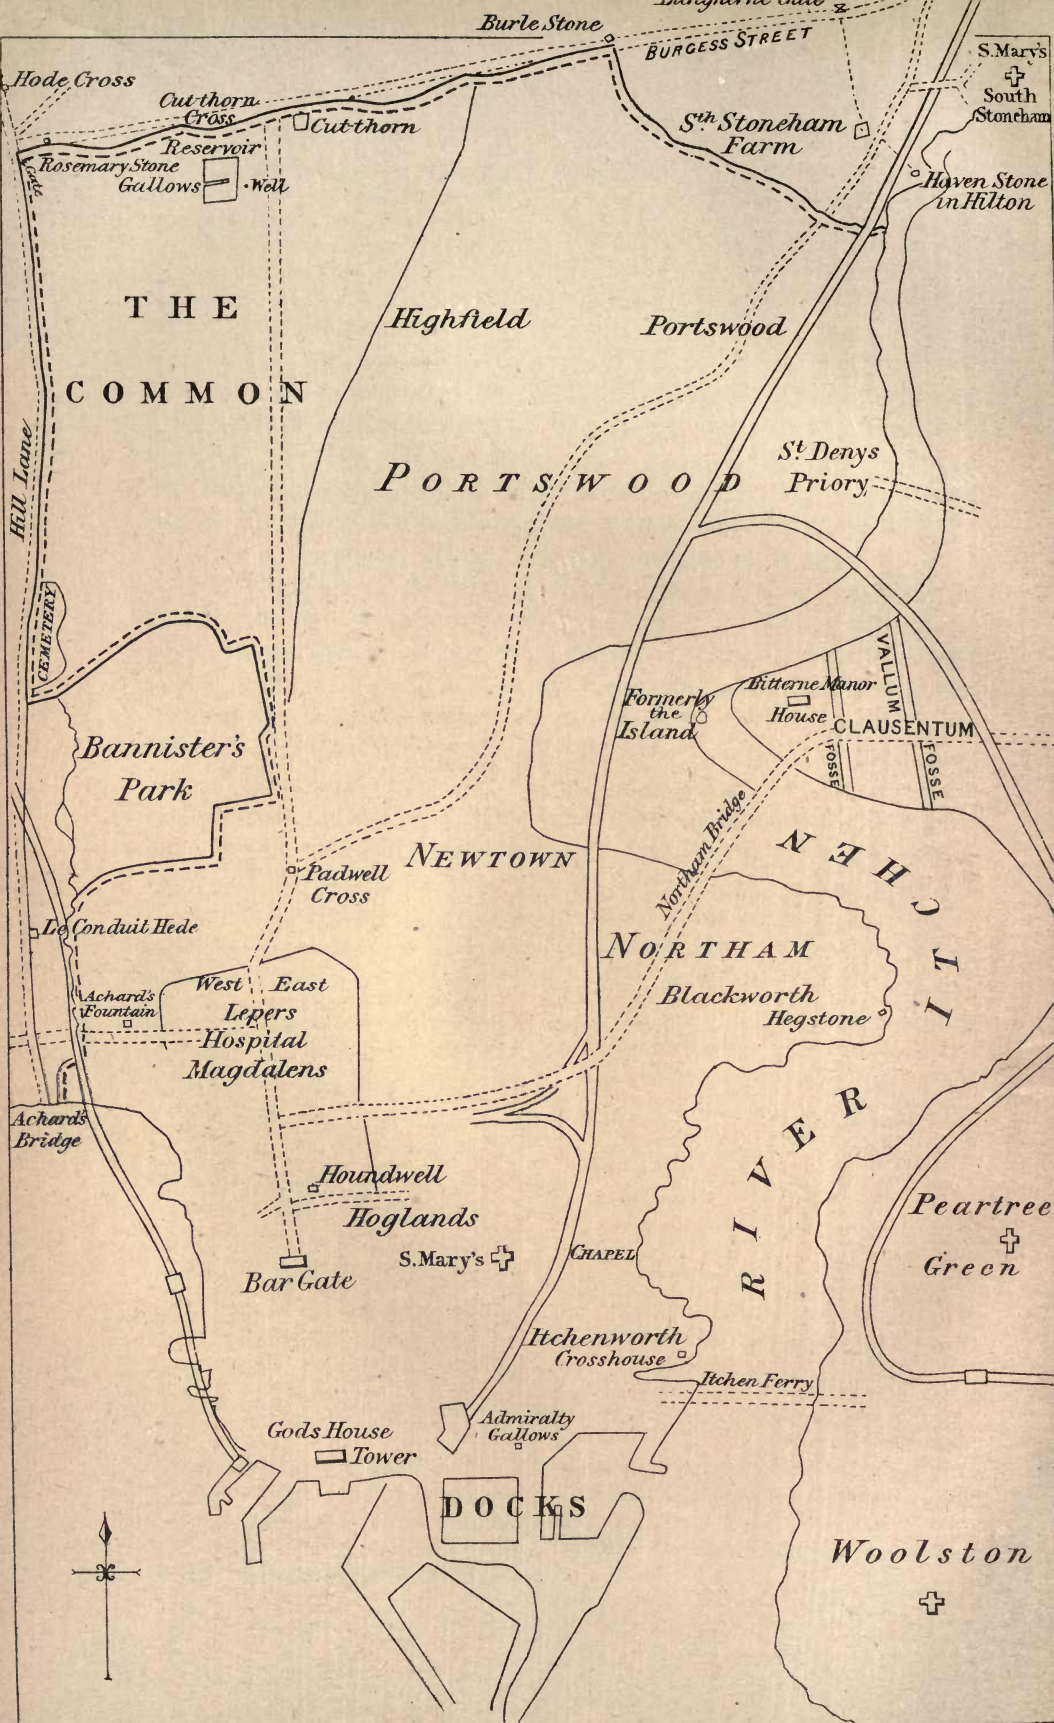 Burle Stone
BURGESS STREET
S. Mary's
South
Stoneham
Hode Cross
Cut-thorn
Cross
Cut-thorn
Reservoir
Rosemary Stone
Gate
Gallows
Well
Sth Stoneham
Farm
Haven Stone
in Hilton
THE
COMMON
Highfield
Portswood
Hill Lane
PORTSWOOD
St Denys
Priory
CEMETERY
Bannister's
Park
Formerly
the
Island
Bitterne Manor
House
VALLUM
CLAUSENTUM
FOSSE
FOSSE
Northam Bridge
NEWTOWN
Padwell
Cross
RIVER ITCHEN
Le Conduit Hede
NORTHAM
Blackworth
Hegstone
West East
Achard's
Fountain
Lepers
Hospital
Magdalens
Achard's
Bridge
Houndwell
Hoglands
S. Mary's
CHAPEL
Bar Gate
Peartree
Green
Itchenworth
Crosshouse
Itchen Ferry
Admiralty
Gallows
Gods House
Tower
DOCKS
Woolston